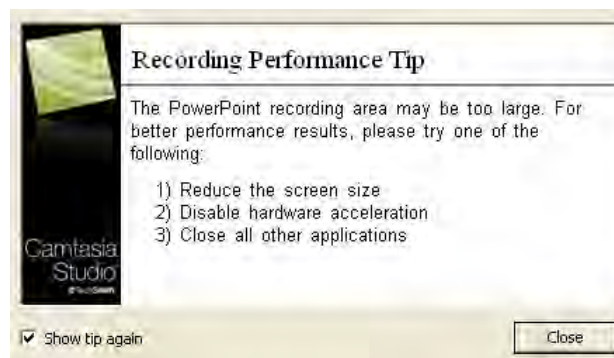 Recording Performance Tip
The PowerPoint recording area may be too large. For
better performance results, please try one of the
following:
1) Reduce the screen size
2) Disable hardware acceleration
3) Close all other applications
Camtasia
Studio
Show tip again
Close